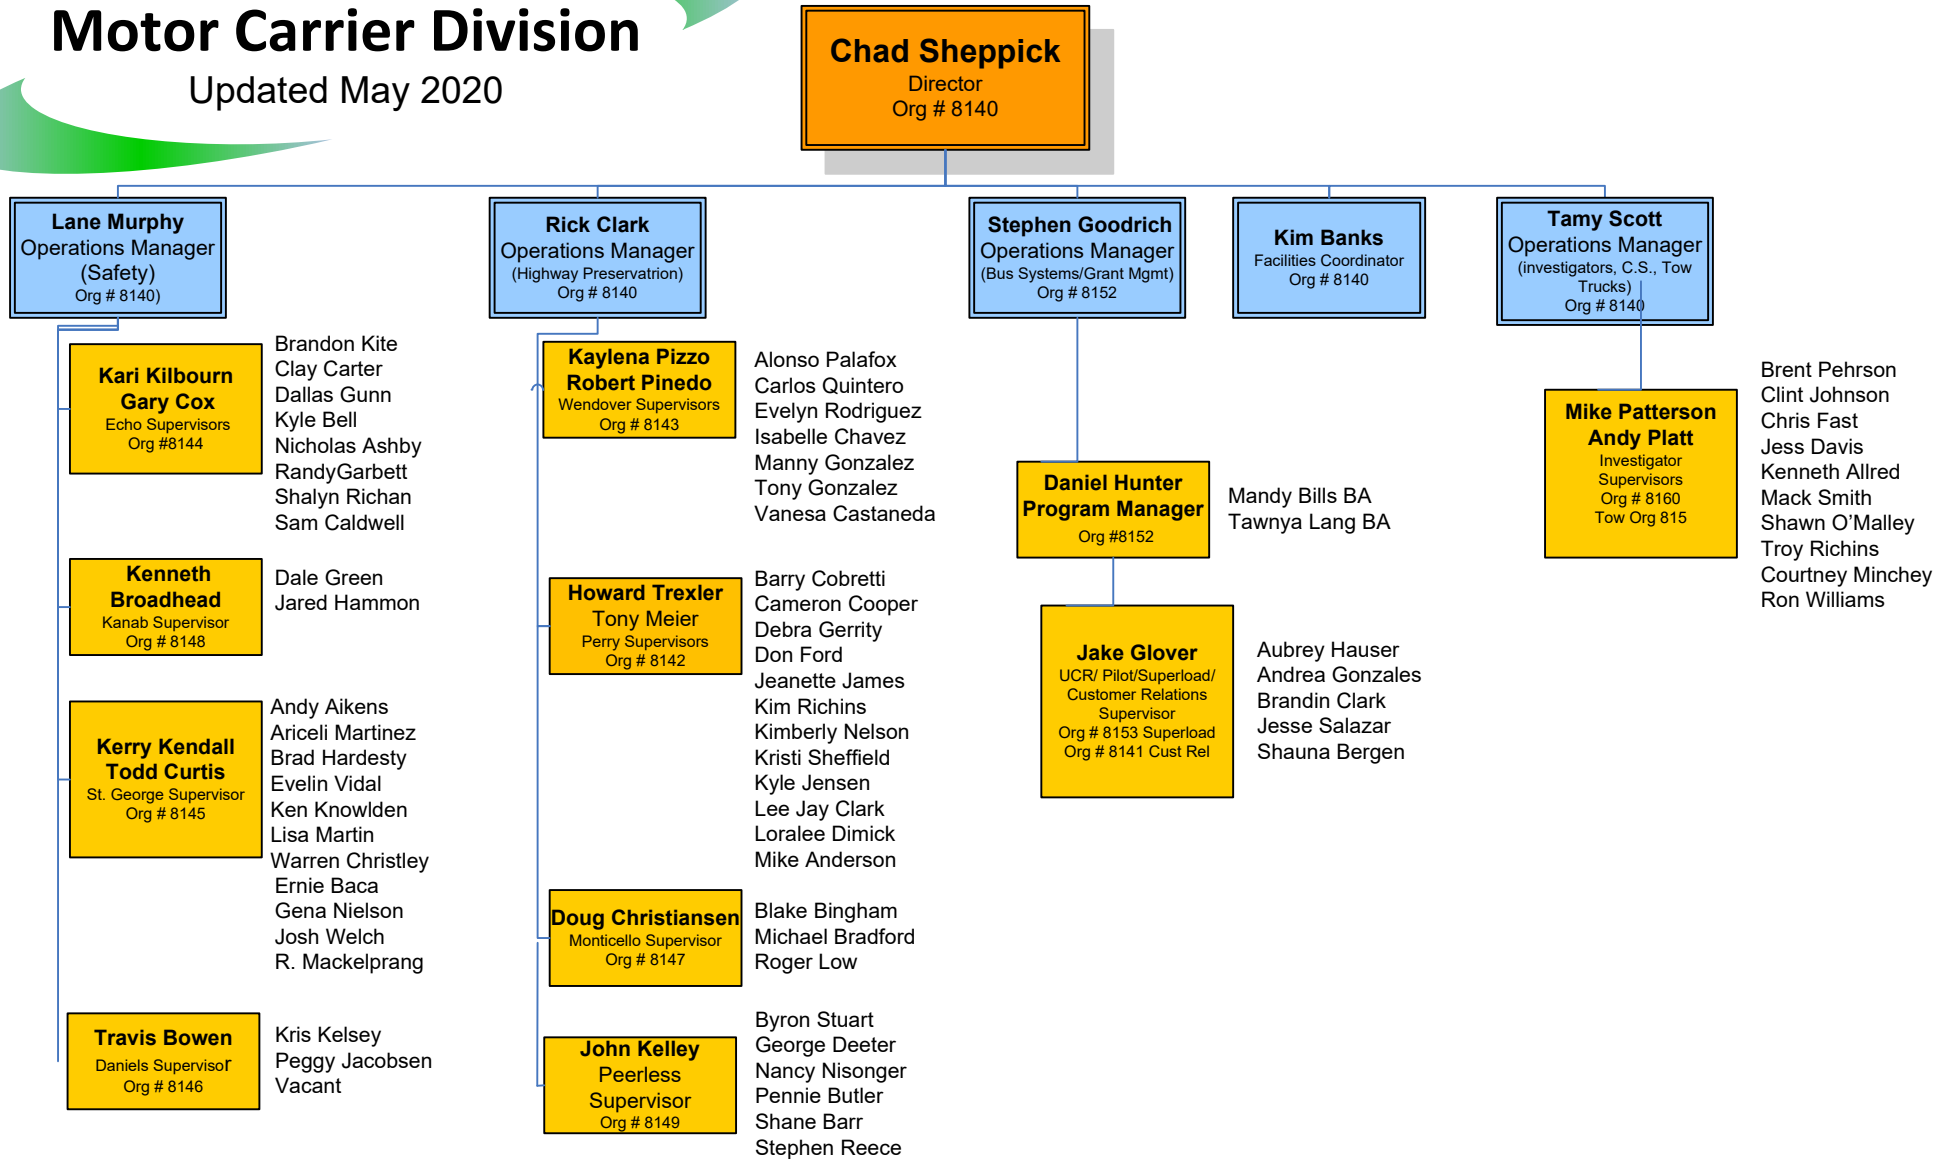 Motor Carrier Division
Updated May 2020
Chad Sheppick
Director
Org # 8140
Lane Murphy
Operations Manager
(Safety)
Org # 8140)
Kari Kilbourn
Gary Cox
Echo Supervisors
Org #8144
Brandon Kite
Clay Carter
Dallas Gunn
Kyle Bell
Nicholas Ashby
RandyGarbett
Shalyn Richan
Sam Caldwell
Kenneth
Broadhead
Kanab Supervisor
Org # 8148
Dale Green
Jared Hammon
Kerry Kendall
Todd Curtis
St. George Supervisor
Org # 8145
Andy Aikens
Ariceli Martinez
Brad Hardesty
Evelin Vidal
Ken Knowlden
Lisa Martin
Warren Christley
Ernie Baca
Gena Nielson
Josh Welch
R. Mackelprang
Travis Bowen
Daniels Supervisor
Org # 8146
Kris Kelsey
Peggy Jacobsen
Vacant
Rick Clark
Operations Manager
(Highway Preservatrion)
Org # 8140
Kaylena Pizzo
Robert Pinedo
Wendover Supervisors
Org # 8143
Alonso Palafox
Carlos Quintero
Evelyn Rodriguez
Isabelle Chavez
Manny Gonzalez
Tony Gonzalez
Vanesa Castaneda
Howard Trexler
Tony Meier
Perry Supervisors
Org # 8142
Barry Cobretti
Cameron Cooper
Debra Gerrity
Don Ford
Jeanette James
Kim Richins
Kimberly Nelson
Kristi Sheffield
Kyle Jensen
Lee Jay Clark
Loralee Dimick
Mike Anderson
Doug Christiansen
Monticello Supervisor
Org # 8147
Blake Bingham
Michael Bradford
Roger Low
John Kelley
Peerless
Supervisor
Org # 8149
Byron Stuart
George Deeter
Nancy Nisonger
Pennie Butler
Shane Barr
Stephen Reece
Stephen Goodrich
Operations Manager
(Bus Systems/Grant Mgmt)
Org # 8152
Daniel Hunter
Program Manager
Org #8152
Mandy Bills BA
Tawnya Lang BA
Jake Glover
UCR/ Pilot/Superload/
Customer Relations
Supervisor
Org # 8153 Superload
Org # 8141 Cust Rel
Aubrey Hauser
Andrea Gonzales
Brandin Clark
Jesse Salazar
Shauna Bergen
Kim Banks
Facilities Coordinator
Org # 8140
Tamy Scott
Operations Manager
(investigators, C.S., Tow
Trucks)
Org # 8140
Mike Patterson
Andy Platt
Investigator
Supervisors
Org # 8160
Tow Org 815
Brent Pehrson
Clint Johnson
Chris Fast
Jess Davis
Kenneth Allred
Mack Smith
Shawn O’Malley
Troy Richins
Courtney Minchey
Ron Williams